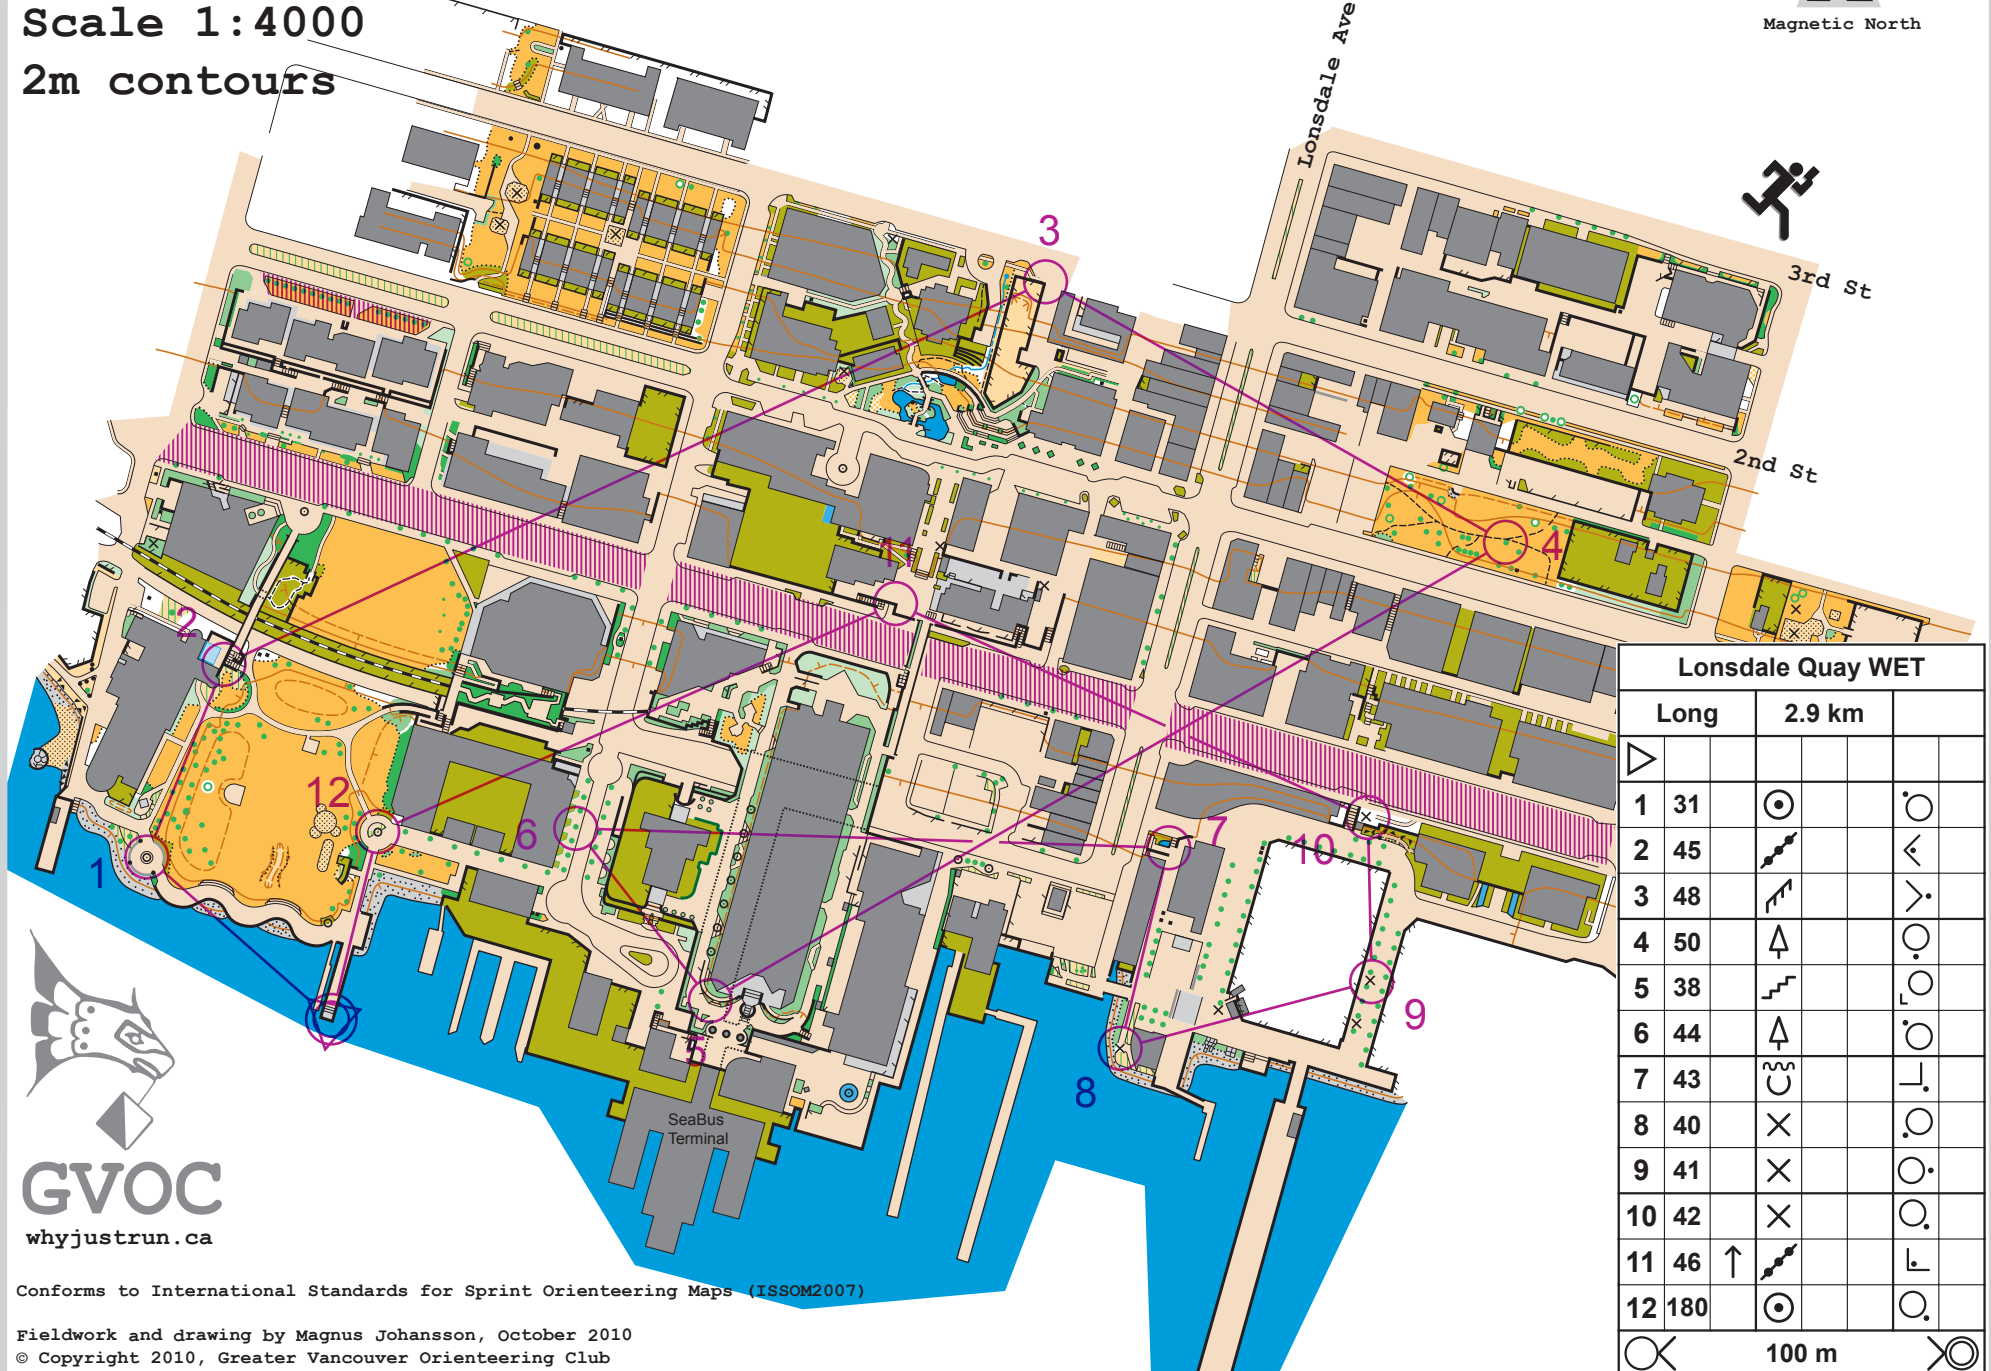 Scale 1:4000
2m contours
Magnetic North
Lonsdale Ave
3rd St
2nd St
1
2
3
4
5
6
7
8
9
10
11
12
SeaBus
Terminal
Lonsdale Quay WET
Long 2.9 km
1 31
2 45
3 48
4 50
5 38
6 44
7 43
8 40
9 41
10 42
11 46
12 180
100 m
GVOC
whyjustrun.ca
Conforms to International Standards for Sprint Orienteering Maps (ISSOM2007)
Fieldwork and drawing by Magnus Johansson, October 2010
© Copyright 2010, Greater Vancouver Orienteering Club